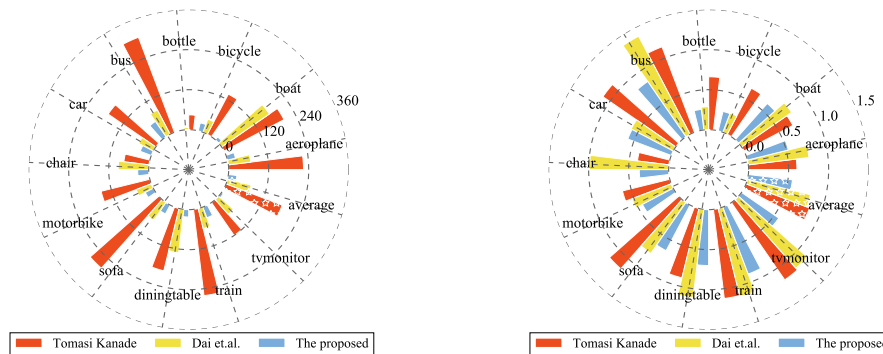 bottle
bicycle
bus
boat
car
360
240
120
0
aeroplane
chair
average
motorbike
sofa
tvmonitor
diningtable
train
Tomasi Kanade
Dai et.al.
The proposed
bottle
bicycle
bus
boat
car
1.5
1.0
0.5
0.0
aeroplane
chair
average
motorbike
sofa
tvmonitor
diningtable
train
Tomasi Kanade
Dai et.al.
The proposed